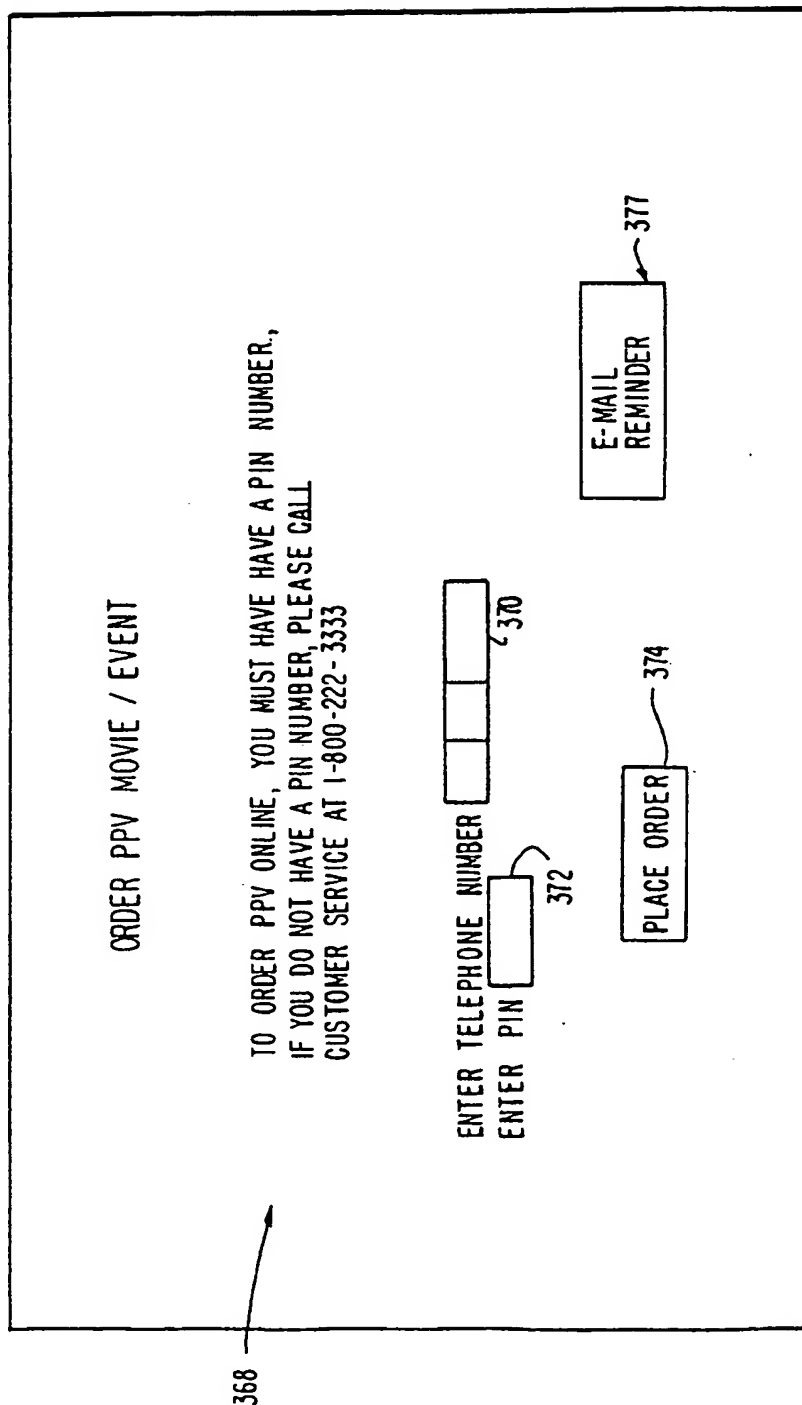 ORDER PPV MOVIE / EVENT
TO ORDER PPV ONLINE, YOU MUST HAVE HAVE A PIN NUMBER.,
IF YOU DO NOT HAVE A PIN NUMBER, PLEASE CALL
CUSTOMER SERVICE AT 1-800-222-3333
ENTER TELEPHONE NUMBER
370
ENTER PIN
372
PLACE ORDER
374
E-MAIL
REMINDER
377
368